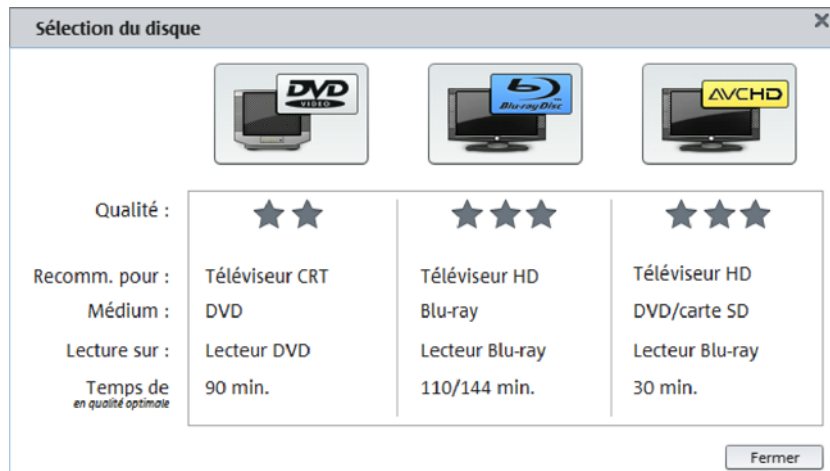 Sélection du disque
DVD
VIDEO
Blu-ray Disc
AVCHD
Qualité :
Recomm. pour : Téléviseur CRT Téléviseur HD Téléviseur HD
Médium : DVD Blu-ray DVD/carte SD
Lecture sur : Lecteur DVD Lecteur Blu-ray Lecteur Blu-ray
Temps de 90 min. 110/144 min. 30 min.
en qualité optimale
Fermer